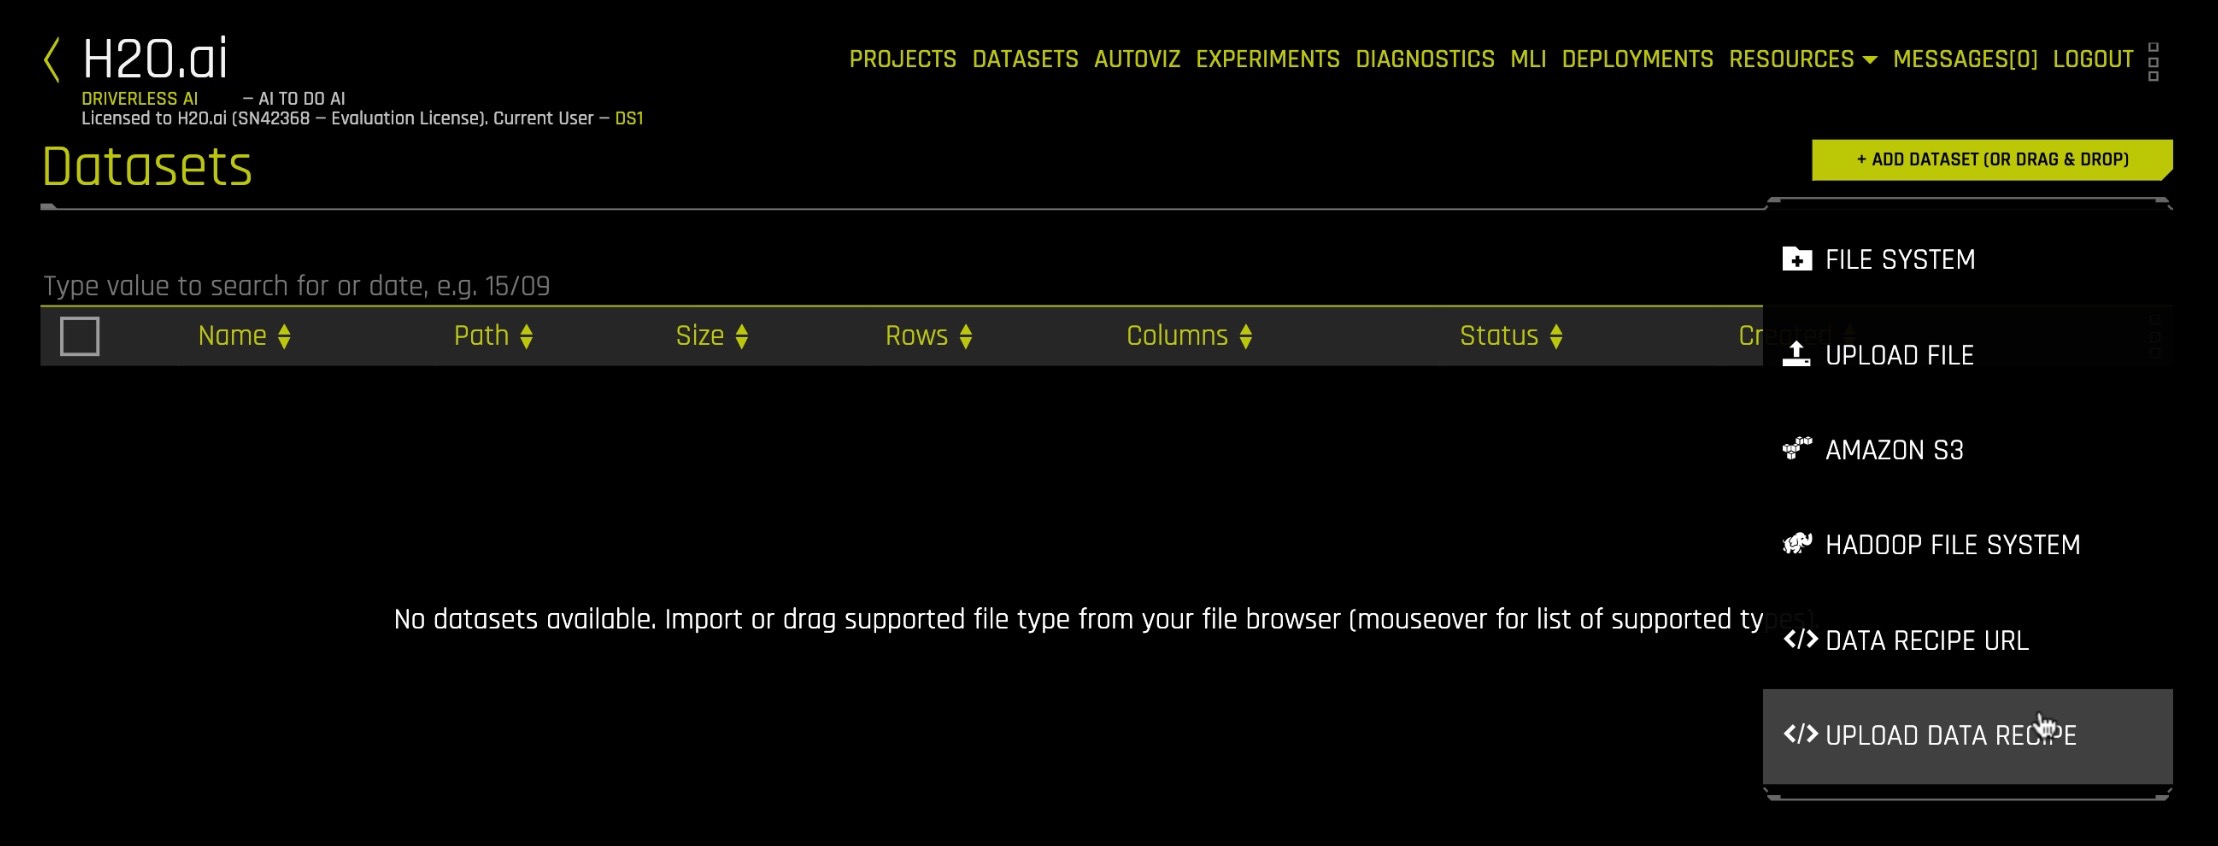 H2O.ai
DRIVERLESS AI — AI TO DO AI
Licensed to H2O.ai (SN42368 — Evaluation License). Current User — DS1
PROJECTS DATASETS AUTOVIZ EXPERIMENTS DIAGNOSTICS MLI DEPLOYMENTS RESOURCES MESSAGES[0] LOGOUT
Datasets
+ ADD DATASET (OR DRAG & DROP)
Type value to search for or date, e.g. 15/09
Name Path Size Rows Columns Status Created
No datasets available. Import or drag supported file type from your file browser (mouseover for list of supported types).
FILE SYSTEM
UPLOAD FILE
AMAZON S3
HADOOP FILE SYSTEM
</> DATA RECIPE URL
</> UPLOAD DATA RECIPE